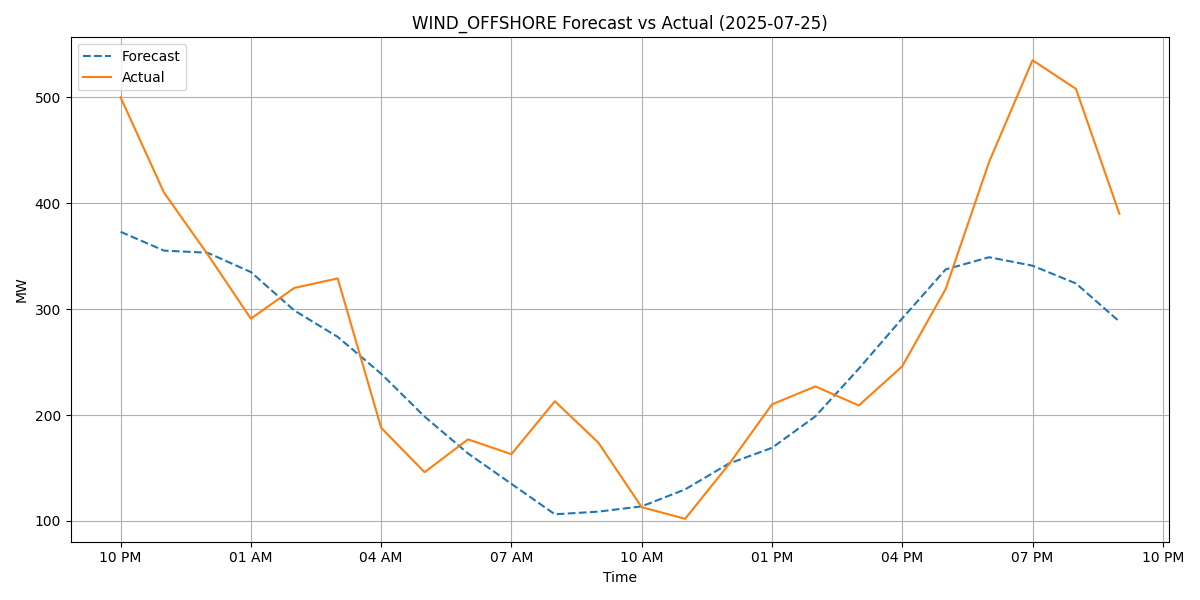 WIND_OFFSHORE Forecast vs Actual (2025-07-25)
Forecast
Actual
500
400
300
200
100
MW
10 PM
01 AM
04 AM
07 AM
10 AM
01 PM
04 PM
07 PM
10 PM
Time